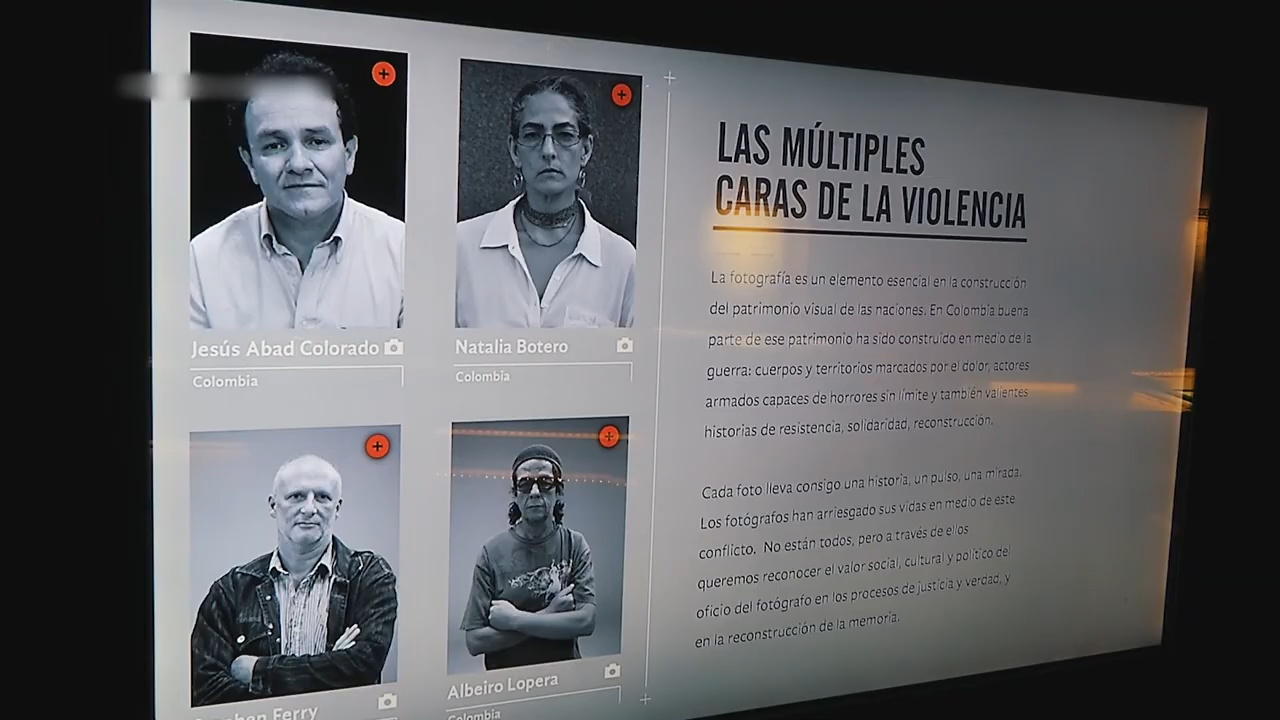 Jesús Abad Colorado
Colombia
Natalia Botero
Colombia
Ferry
Albeiro Lopera
Colombia
LAS MÚLTIPLES
CARAS DE LA VIOLENCIA
La fotografía es un elemento esencial en la construcción
del patrimonio visual de las naciones. En Colombia buena
parte de ese patrimonio ha sido construido en medio de la
guerra: cuerpos y territorios marcados por el dolor, actores
armados capaces de horrores sin límite y también valientes
historias de resistencia, solidaridad, reconstrucción.
Cada foto lleva consigo una historia, un pulso, una mirada.
Los fotógrafos han arriesgado sus vidas en medio de este
conflicto. No están todos, pero a través de ellos
queremos reconocer el valor social, cultural y político del
oficio del fotógrafo en los procesos de justicia y verdad, y
en la reconstrucción de la memoria.